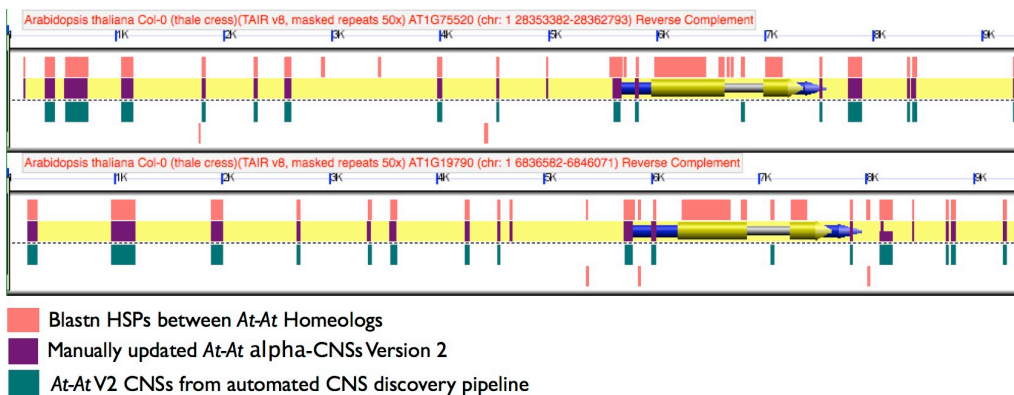 Arabidopsis thaliana Col-0 (thale cress)(TAIR v8, masked repeats 50x) AT1G75520 (chr: 1 28353382-28362793) Reverse Complement
1K 2K 3K 4K 5K 6K 7K 8K 9K
Arabidopsis thaliana Col-0 (thale cress)(TAIR v8, masked repeats 50x) AT1G19790 (chr: 1 6836582-6846071) Reverse Complement
1K 2K 3K 4K 5K 6K 7K 8K 9K
Blastn HSPs between At-At Homeologs
Manually updated At-At alpha-CNSs Version 2
At-At V2 CNSs from automated CNS discovery pipeline